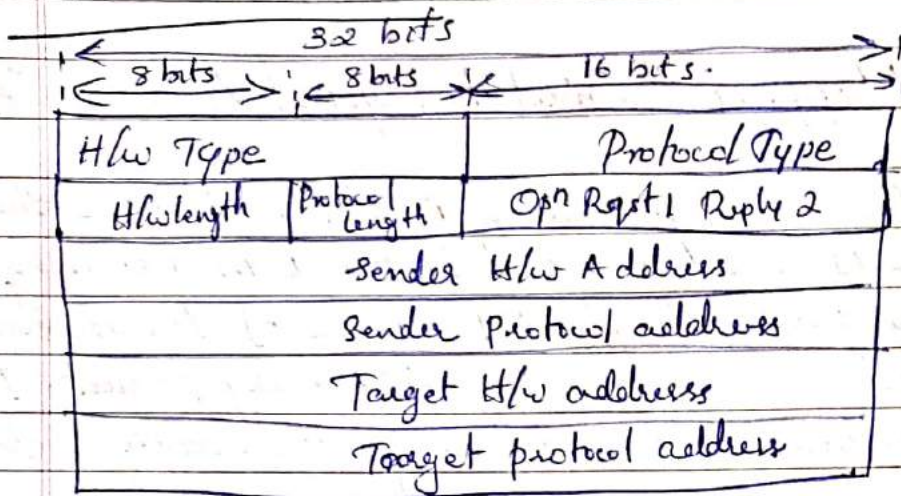 32 bits
8 bits 8 bits 16 bits.
H/w Type Protocol Type
H/w length Protocol length Opn Rqst 1 Reply 2
Sender H/w Address
Sender Protocol address
Target H/w address
Target protocol address